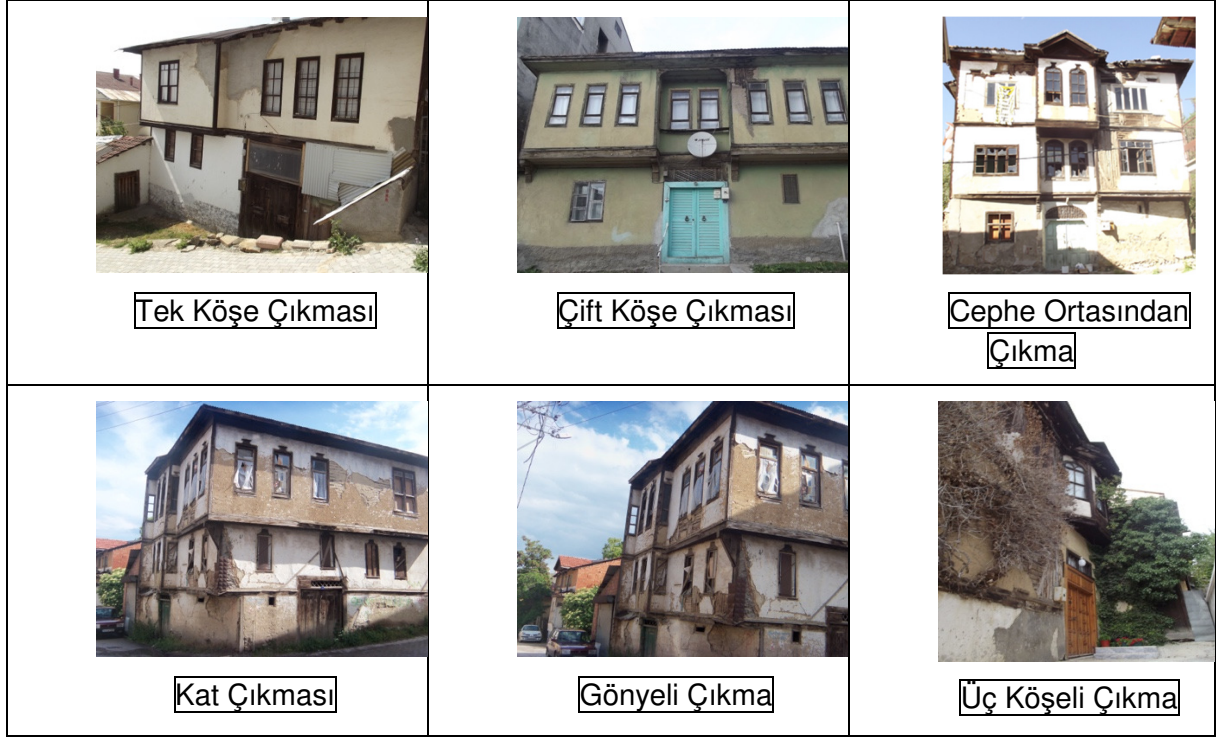 Tek Köşe Çıkması
Çift Köşe Çıkması
Cephe Ortasından
Çıkma
Kat Çıkması
Gönyeli Çıkma
Üç Köşeli Çıkma